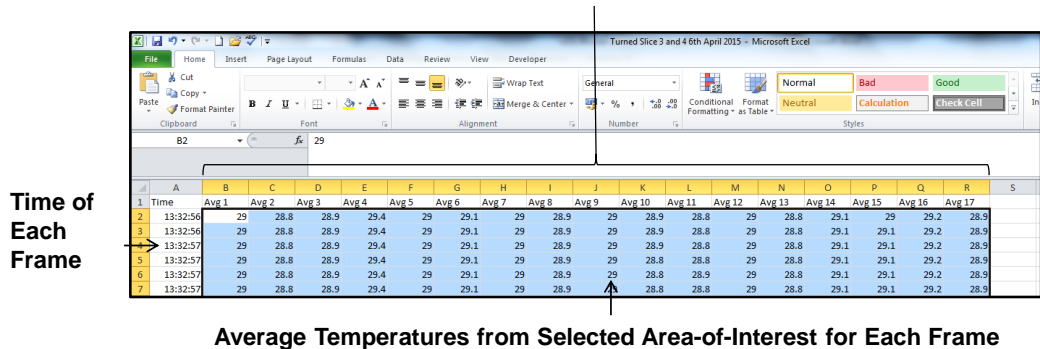 Turned Slice 3 and 4 6th April 2015 - Microsoft Excel
File Home Insert Page Layout Formulas Data Review View Developer
Cut
Copy
Format Painter
Paste
B I U
Wrap Text
Merge & Center
General
% ,
Conditional Formatting
Format as Table
Normal Bad Good
Neutral Calculation Check Cell
In
Clipboard Font Alignment Number Styles
B2 fx 29
A B C D E F G H I J K L M N O P Q R S
1 Time Avg 1 Avg 2 Avg 3 Avg 4 Avg 5 Avg 6 Avg 7 Avg 8 Avg 9 Avg 10 Avg 11 Avg 12 Avg 13 Avg 14 Avg 15 Avg 16 Avg 17
2 13:32:56 29 28.8 28.9 29.4 29 29.1 29 28.9 29 28.9 28.8 29 28.8 29.1 29 29.2 28.9
3 13:32:56 29 28.8 28.9 29.4 29 29.1 29 28.9 29 28.9 28.8 29 28.8 29.1 29.1 29.2 28.9
4 13:32:57 29 28.8 28.9 29.4 29 29.1 29 28.9 29 28.9 28.8 29 28.8 29.1 29.1 29.2 28.9
5 13:32:57 29 28.8 28.9 29.4 29 29.1 29 28.9 29 28.9 28.8 29 28.8 29.1 29.1 29.2 28.9
6 13:32:57 29 28.8 28.9 29.4 29 29.1 29 28.9 29 28.8 28.9 29 28.8 29.1 29.1 29.2 28.9
7 13:32:57 29 28.8 28.9 29.4 29 29.1 29 28.9 29 28.8 28.8 29 28.8 29.1 29.1 29.2 28.9
Time of
Each
Frame
Average Temperatures from Selected Area-of-Interest for Each Frame